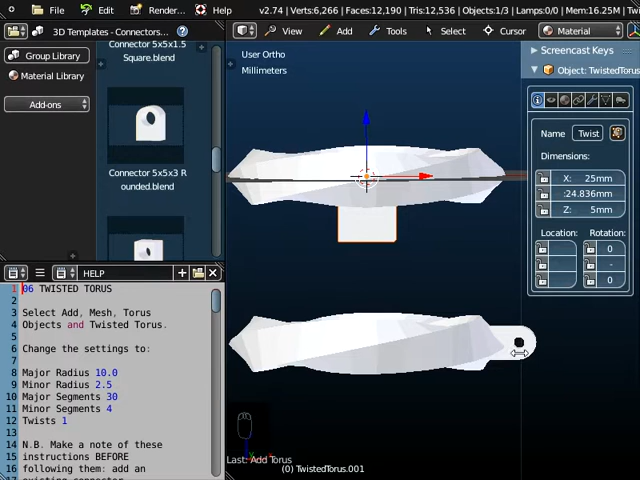 File
Edit
Render
Help
v2.74 | Verts:6,266 | Faces:12,190 | Tris:12,536 | Objects:1/3 | Lamps:0/0 | Mem:16.25M | Twi
3D Templates - Connectors...
View
Add
Tools
Select
Cursor
Group Library
Material Library
Add-ons
Connector 5x5x1.5
Square.blend
Connector 5x5x3 R
ounded.blend
User Ortho
Millimeters
Screencast Keys
Object: TwistedTorus
Name
Twist
Dimensions:
X: 25mm
:24.836mm
Z: 5mm
Location:
Rotation:
0
-
0
HELP
1 06 TWISTED TORUS
2
3 Select Add, Mesh, Torus
4 Objects and Twisted Torus.
5
6 Change the settings to:
7
8 Major Radius 10.0
9 Minor Radius 2.5
10 Major Segments 30
11 Minor Segments 4
12 Twists 1
13
14 N.B. Make a note of these
15 instructions BEFORE
16 following them: add an
Last: Add Torus
(0) TwistedTorus.001